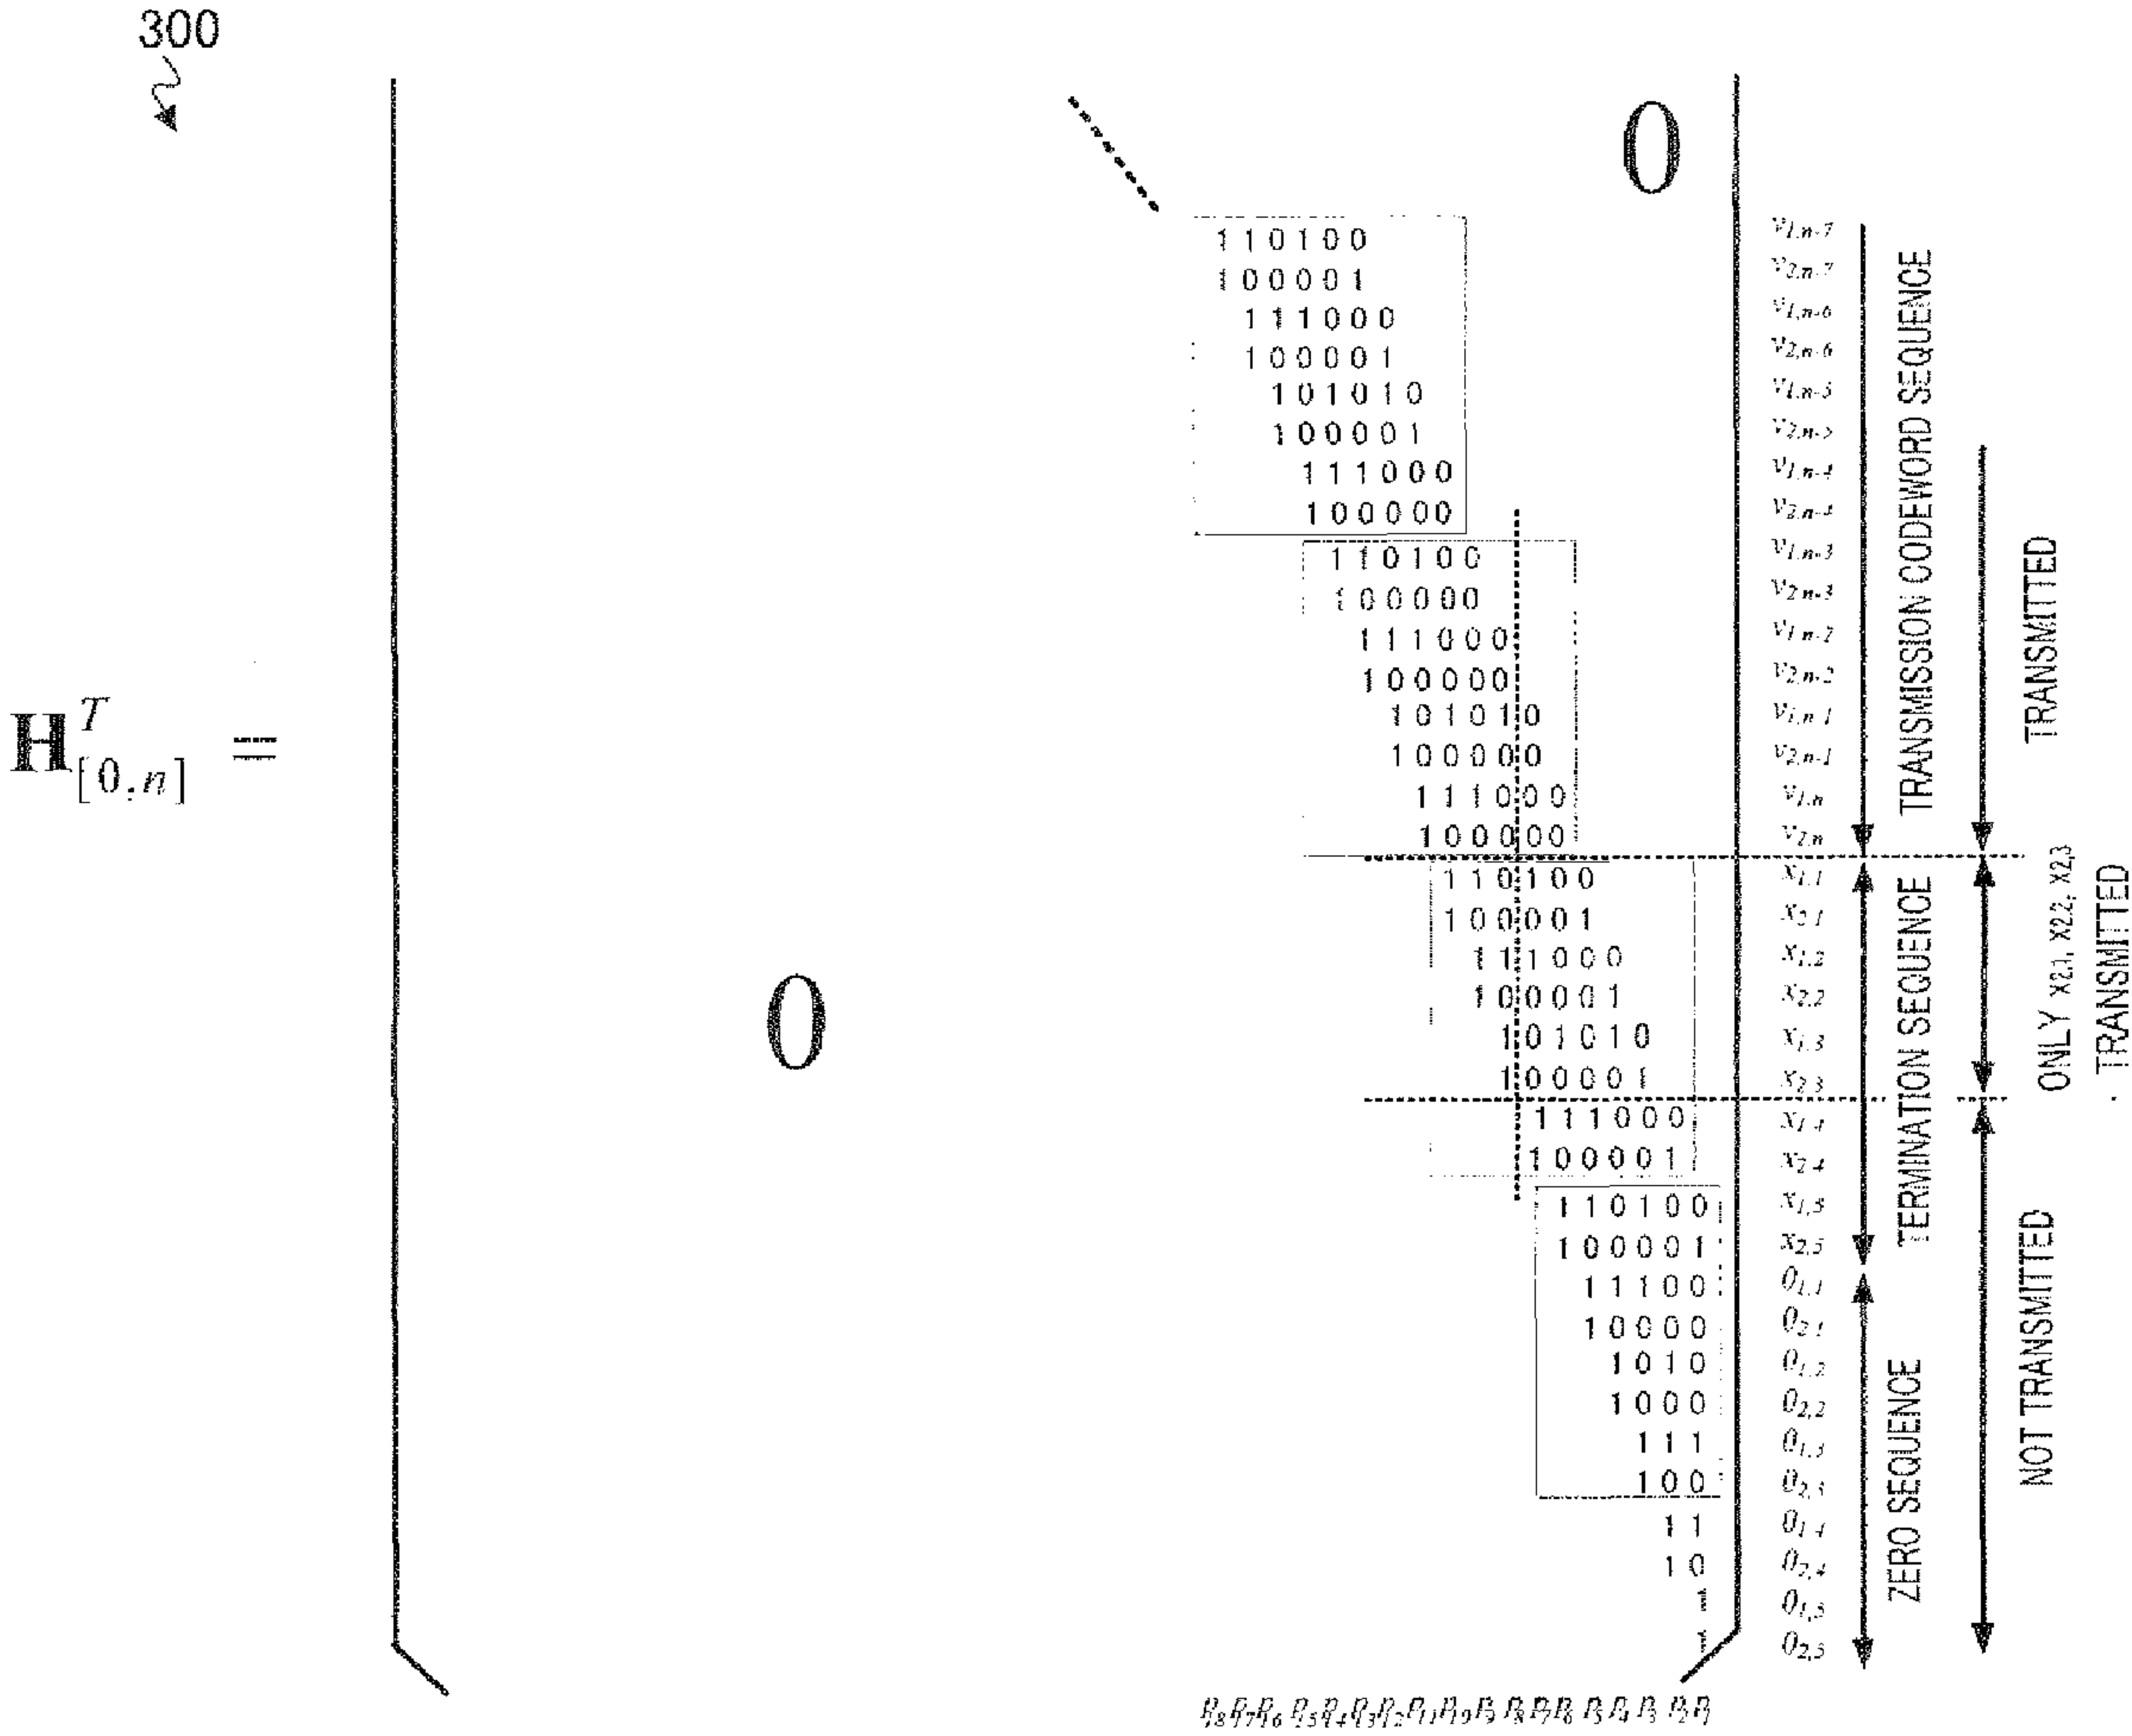 300
0
H^T_[0,n] =
0
110100 v1,n-7
100001 v2,n-7
111000 v1,n-6
100001 v2,n-6
101010 v1,n-5
100001 v2,n-5
111000 v1,n-4
100000 v2,n-4
110100 v1,n-3
100000 v2,n-3
111000 v1,n-2
100000 v2,n-2
101010 v1,n-1
100000 v2,n-1
111000 v1,n
100000 v2,n
110100 x1,1
100001 x2,1
111000 x1,2
100001 x2,2
101010 x1,3
100001 x2,3
111000 x1,4
100001 x2,4
110100 x1,5
100001 x2,5
11100 01,1
10000 02,1
1010 01,2
1000 02,2
111 01,3
100 02,3
11 01,4
10 02,4
1 01,5
1 02,5
TRANSMISSION CODEWORD SEQUENCE
TERMINATION SEQUENCE
ZERO SEQUENCE
TRANSMITTED
ONLY X2,1, X2,2, X2,3
TRANSMITTED
NOT TRANSMITTED